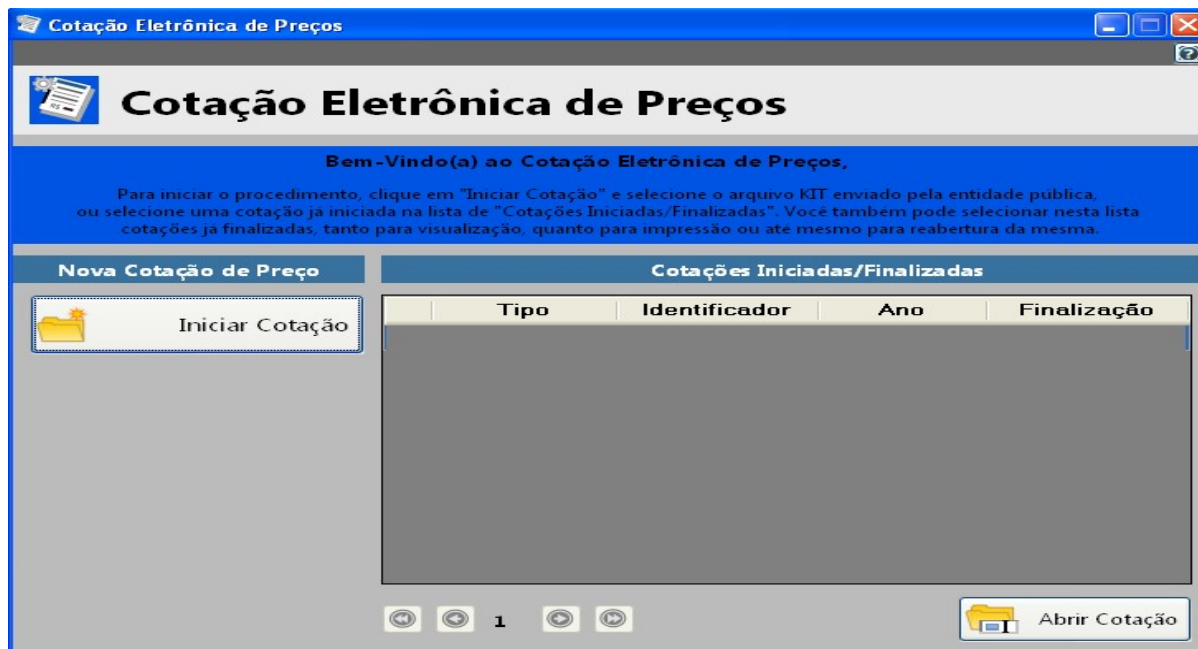 Cotação Eletrônica de Preços
Cotação Eletrônica de Preços
Bem-Vindo(a) ao Cotação Eletrônica de Preços,
Para iniciar o procedimento, clique em "Iniciar Cotação" e selecione o arquivo KIT enviado pela entidade pública,
ou selecione uma cotação já iniciada na lista de "Cotações Iniciadas/Finalizadas". Você também pode selecionar nesta lista
cotações já finalizadas, tanto para visualização, quanto para impressão ou até mesmo para reabertura da mesma.
Nova Cotação de Preço
Cotações Iniciadas/Finalizadas
Iniciar Cotação
Tipo Identificador Ano Finalização
1
Abrir Cotação